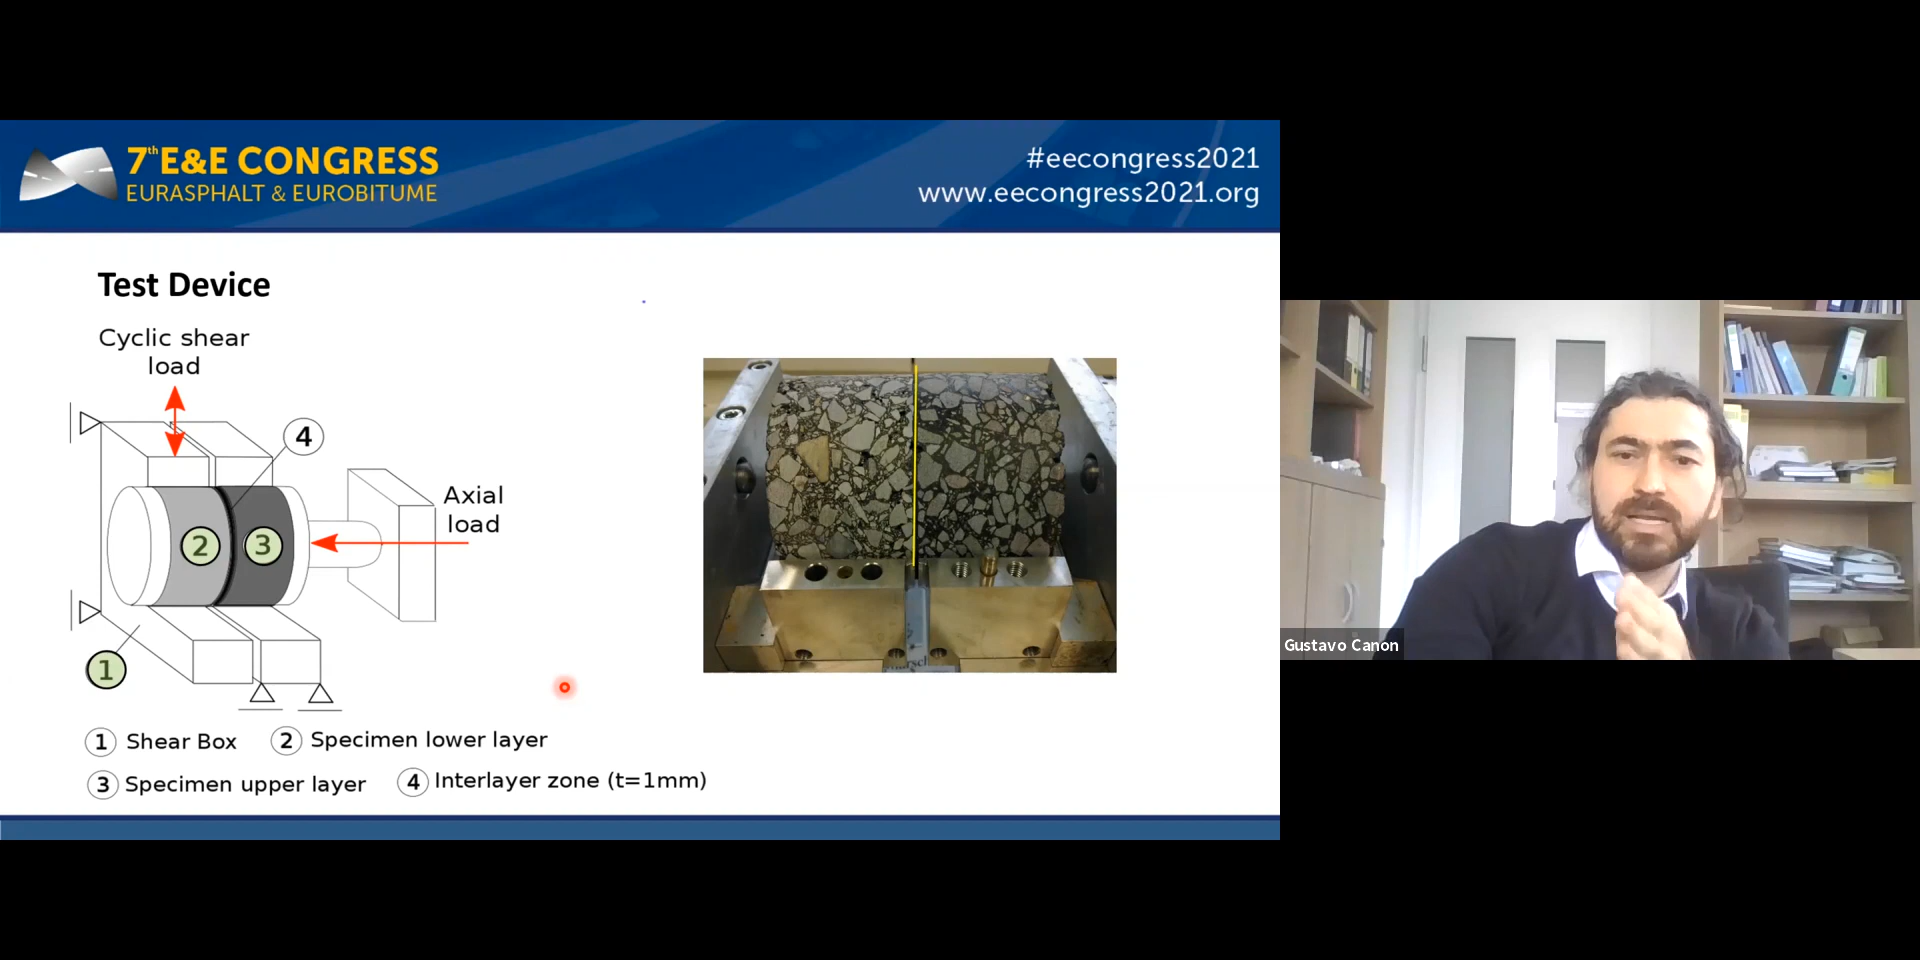 7th E&E CONGRESS
EURASPHALT & EUROBITUME
#eecongress2021
www.eecongress2021.org
Test Device
Cyclic shear
load
4
Axial
load
2
3
1
1 Shear Box
2 Specimen lower layer
3 Specimen upper layer
4 Interlayer zone (t=1mm)
Gustavo Canon